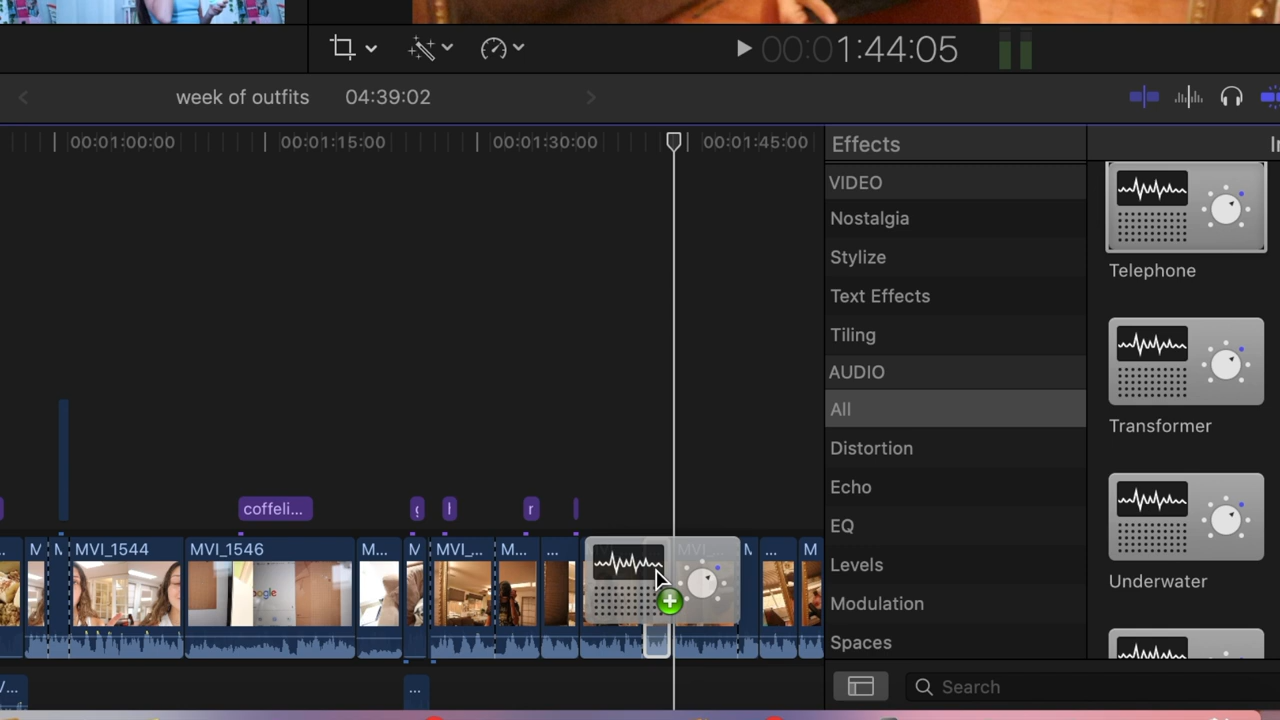 00:01:44:05
week of outfits 04:39:02
00:01:00:00 00:01:15:00 00:01:30:00 00:01:45:00
Effects
VIDEO
Nostalgia
Stylize
Text Effects
Tiling
AUDIO
All
Distortion
Echo
EQ
Levels
Modulation
Spaces
Search
Telephone
Transformer
Underwater
coffeli...
r
M MVI_1544 MVI_1546 M... M MVI_... M... ... MVI_... M ... M
...